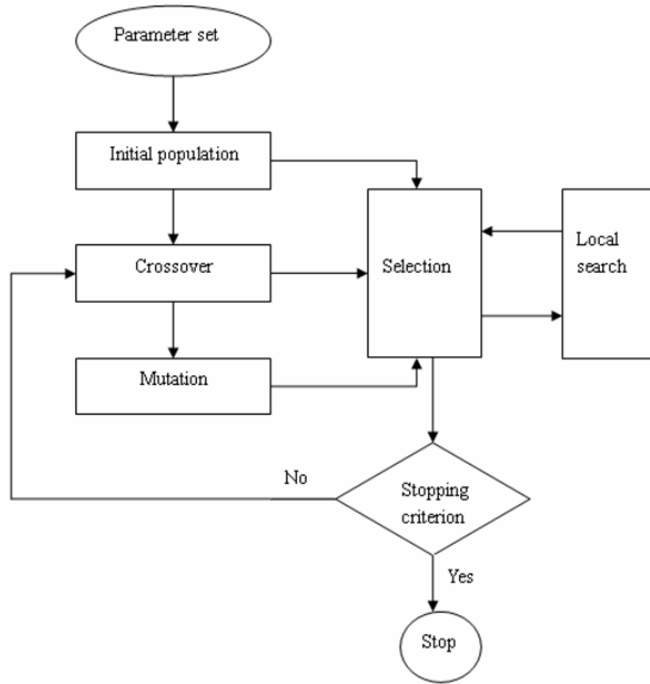 Parameter set
Initial population
Crossover
Selection
Local
search
Mutation
No
Stopping
criterion
Yes
Stop